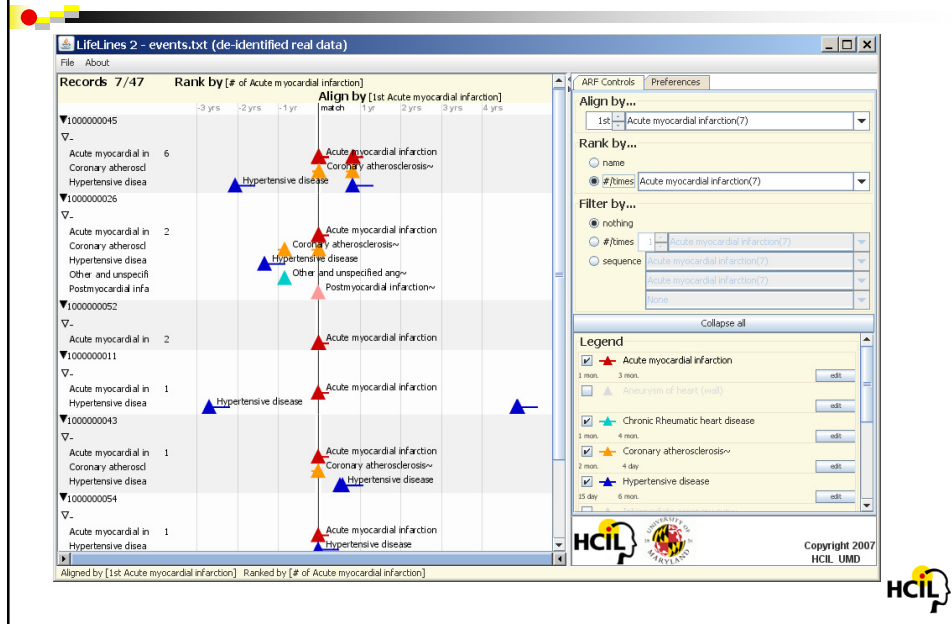 LifeLines 2 - events.txt (de-identified real data)
File About
Records 7/47 Rank by [# of Acute myocardial infarction]
Align by [1st Acute myocardial infarction]
-3 yrs -2 yrs -1 yr match 1 yr 2 yrs 3 yrs 4 yrs
1000000045
Acute myocardial in 6 Acute myocardial infarction
Coronary atheroscl Coronary atherosclerosis~
Hypertensive disea Hypertensive disease
1000000026
Acute myocardial in 2 Acute myocardial infarction
Coronary atheroscl Coronary atherosclerosis~
Hypertensive disea Hypertensive disease
Other and unspecifi Other and unspecified ang~
Postmyocardial infa Postmyocardial infarction~
1000000052
Acute myocardial in 2 Acute myocardial infarction
1000000011
Acute myocardial in 1 Acute myocardial infarction
Hypertensive disea Hypertensive disease
1000000043
Acute myocardial in 1 Acute myocardial infarction
Coronary atheroscl Coronary atherosclerosis~
Hypertensive disea Hypertensive disease
1000000054
Acute myocardial in 1 Acute myocardial infarction
Hypertensive disea Hypertensive disease
Aligned by [1st Acute myocardial infarction] Ranked by [# of Acute myocardial infarction]
ARF Controls Preferences
Align by...
1st Acute myocardial infarction(7)
Rank by...
name
#/times Acute myocardial infarction(7)
Filter by...
nothing
#/times 1 Acute myocardial infarction(7)
sequence Acute myocardial infarction(7)
Acute myocardial infarction(7)
None
Collapse all
Legend
Acute myocardial infarction
1 mon. 3 mon. edit
Aneurysm of heart (wall)
edit
Chronic Rheumatic heart disease
1 mon. 4 mon. edit
Coronary atherosclerosis~
2 mon. 4 day edit
Hypertensive disease
15 day 6 mon. edit
HCIL
UNIVERSITY OF
MARYLAND
Copyright 2007
HCIL UMD
HCIL